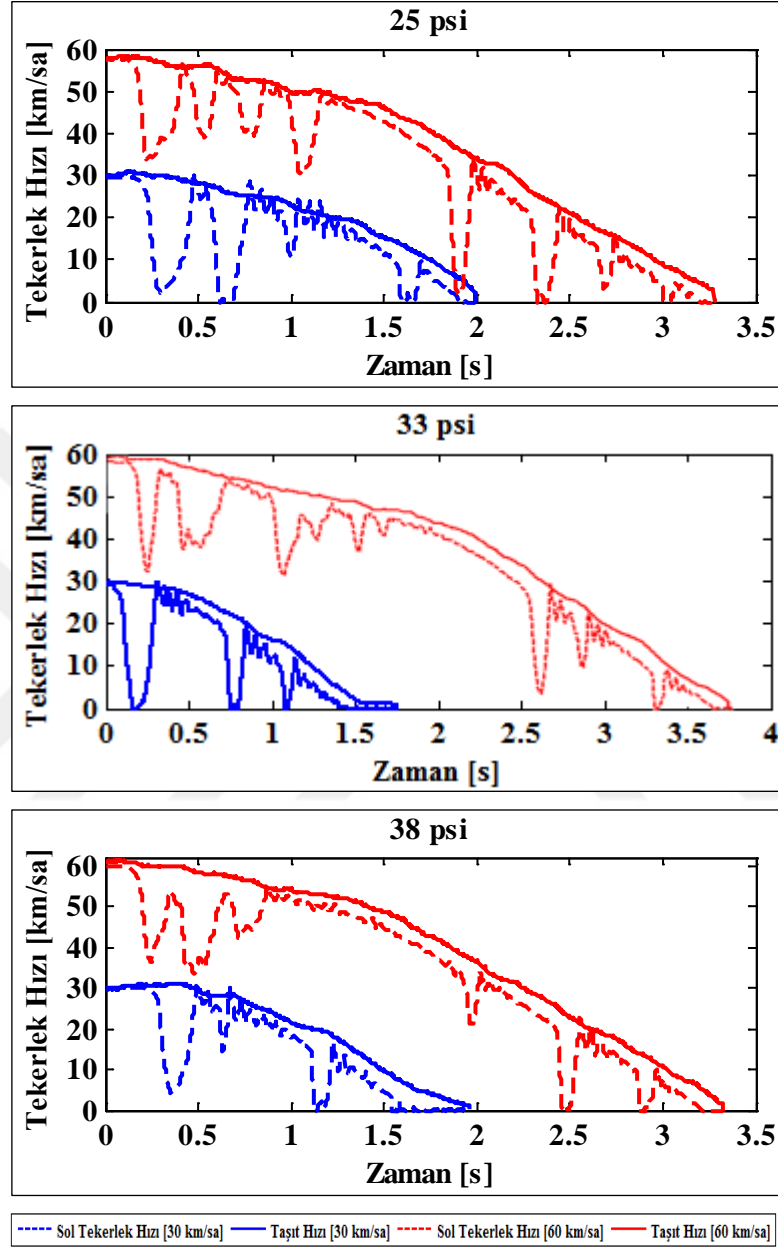 25 psi
Tekerlek Hızı [km/sa]
60
50
40
30
20
10
0
0 0.5 1 1.5 2 2.5 3 3.5
Zaman [s]
33 psi
Tekerlek Hızı [km/sa]
60
50
40
30
20
10
0
0 0.5 1 1.5 2 2.5 3 3.5 4
Zaman [s]
38 psi
Tekerlek Hızı [km/sa]
60
50
40
30
20
10
0
0 0.5 1 1.5 2 2.5 3 3.5
Zaman [s]
Sol Tekerlek Hızı [30 km/sa] Taşıt Hızı [30 km/sa] Sol Tekerlek Hızı [60 km/sa] Taşıt Hızı [60 km/sa]